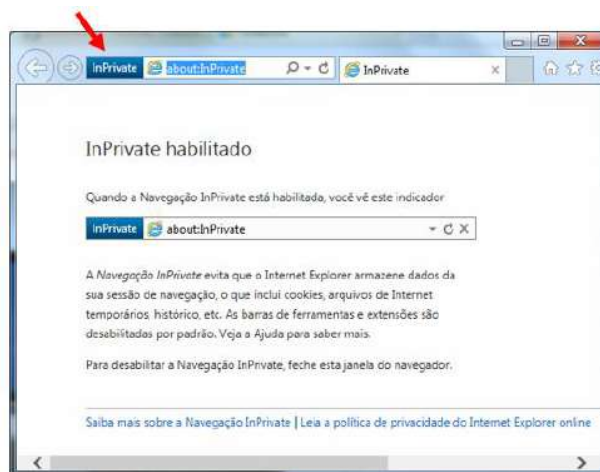 InPrivate about:InPrivate InPrivate
InPrivate habilitado
Quando a Navegação InPrivate está habilitada, você vê este indicador
InPrivate about:InPrivate
A Navegação InPrivate evita que o Internet Explorer armazene dados da
sua sessão de navegação, o que inclui cookies, arquivos de Internet
temporários, histórico, etc. As barras de ferramentas e extensões são
desabilitadas por padrão. Veja a Ajuda para saber mais.
Para desabilitar a Navegação InPrivate, feche esta janela do navegador.
Saiba mais sobre a Navegação InPrivate | Leia a política de privacidade do Internet Explorer online